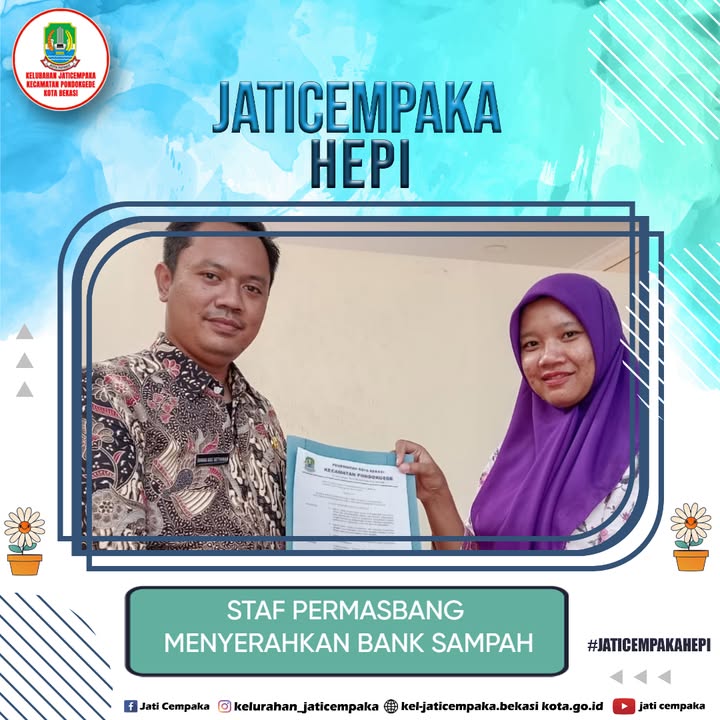 KELURAHAN JATICEMPAKA
KECAMATAN PONDOKGEDE
KOTA BEKASI
JATICEMPAKA
HEPI
PEMERINTAH KOTA BEKASI
KECAMATAN PONDOKGEDE
STAF PERMASBANG
MENYERAHKAN BANK SAMPAH
#JATICEMPAKAHEPI
Jati Cempaka
kelurahan_jaticempaka
kel-jaticempaka.bekasi kota.go.id
jati cempaka